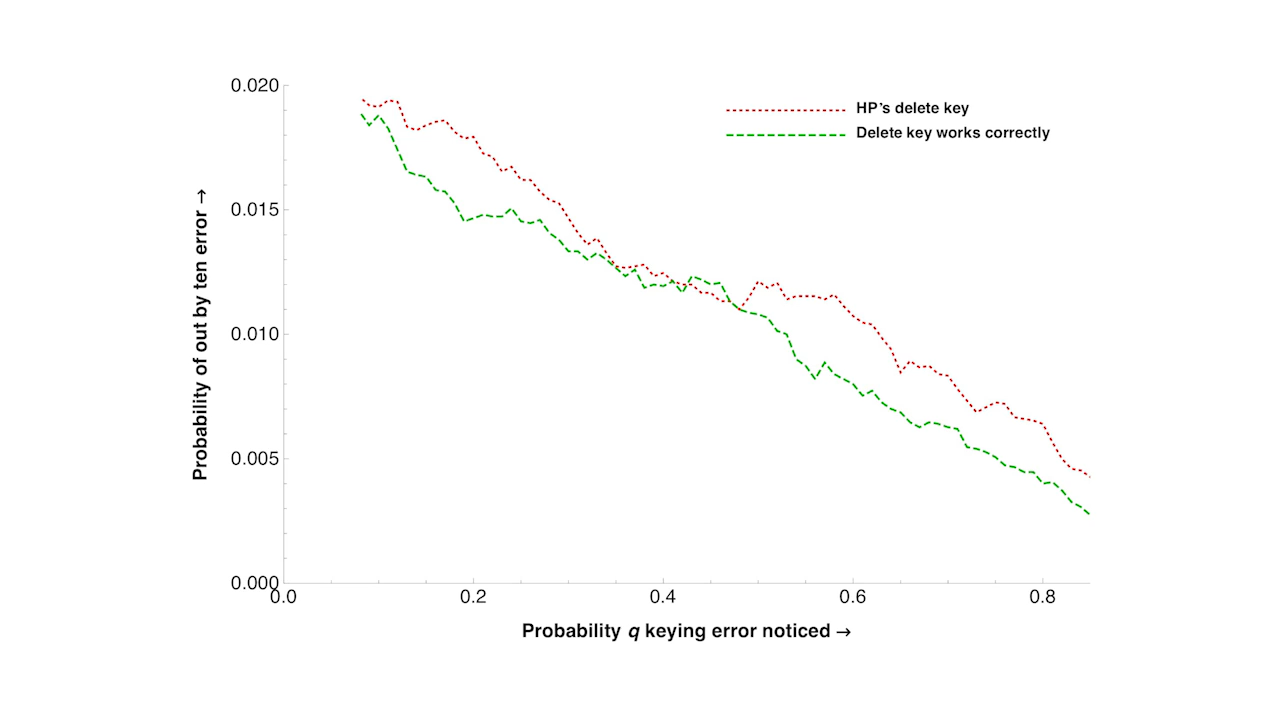 0.020
HP’s delete key
Delete key works correctly
0.015
Probability of out by ten error →
0.010
0.005
0.000
0.0 0.2 0.4 0.6 0.8
Probability q keying error noticed →